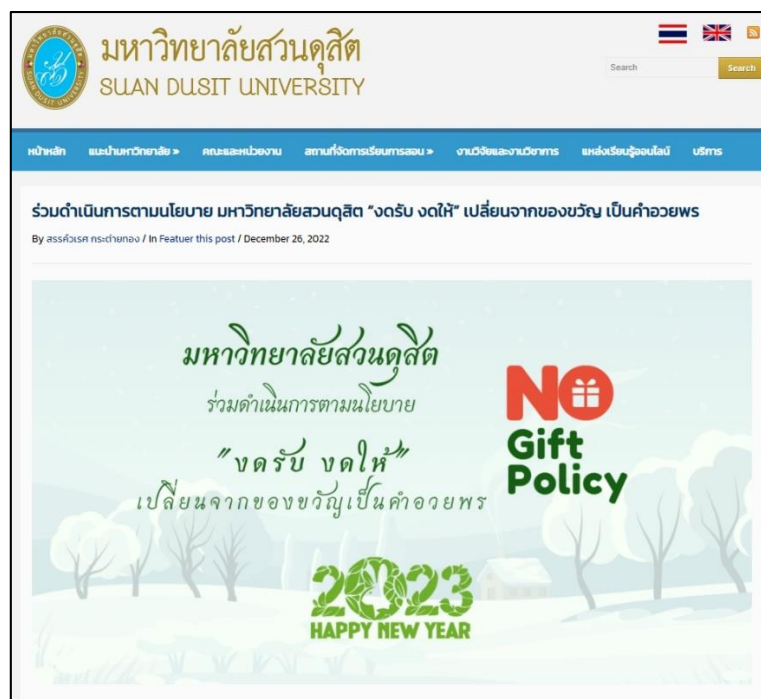 มหาวิทยาลัยสวนดุสิต
SUAN DUSIT UNIVERSITY
SUAN DUSIT UNIVERSITY
Search
Search
หน้าหลัก แนะนำมหาวิทยาลัย » คณะและหน่วยงาน สถานที่จัดการเรียนการสอน » งานวิจัยและงานวิชาการ แหล่งเรียนรู้ออนไลน์ บริการ
ร่วมดำเนินการตามนโยบาย มหาวิทยาลัยสวนดุสิต “งดรับ งดให้” เปลี่ยนจากของขวัญ เป็นคำอวยพร
By สรรค์วเรศ กระต่ายทอง / In Featuer this post / December 26, 2022
มหาวิทยาลัยสวนดุสิต
ร่วมดำเนินการตามนโยบาย
"งดรับ งดให้"
เปลี่ยนจากของขวัญเป็นคำอวยพร
NO
Gift
Policy
2023
HAPPY NEW YEAR